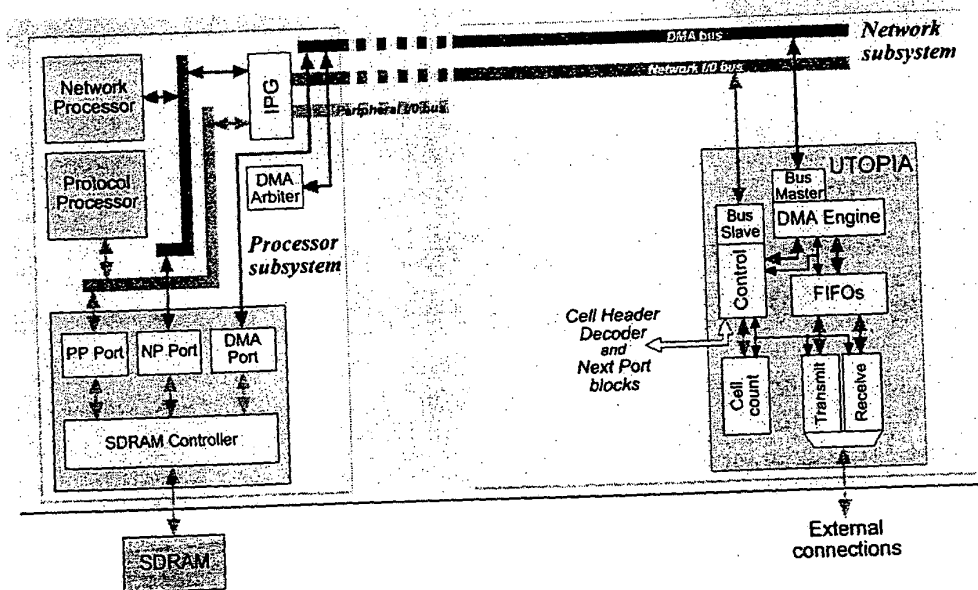 DMA bus
Network
subsystem
Network I/O bus
Peripheral I/O bus
Network
Processor
IPG
Protocol
Processor
DMA
Arbiter
Processor
subsystem
UTOPIA
Bus
Master
DMA Engine
Bus
Slave
Control
FIFOs
PP Port
NP Port
DMA
Port
Cell Header
Decoder
and
Next Port
blocks
Cell
count
Transmit
Receive
SDRAM Controller
SDRAM
External
connections